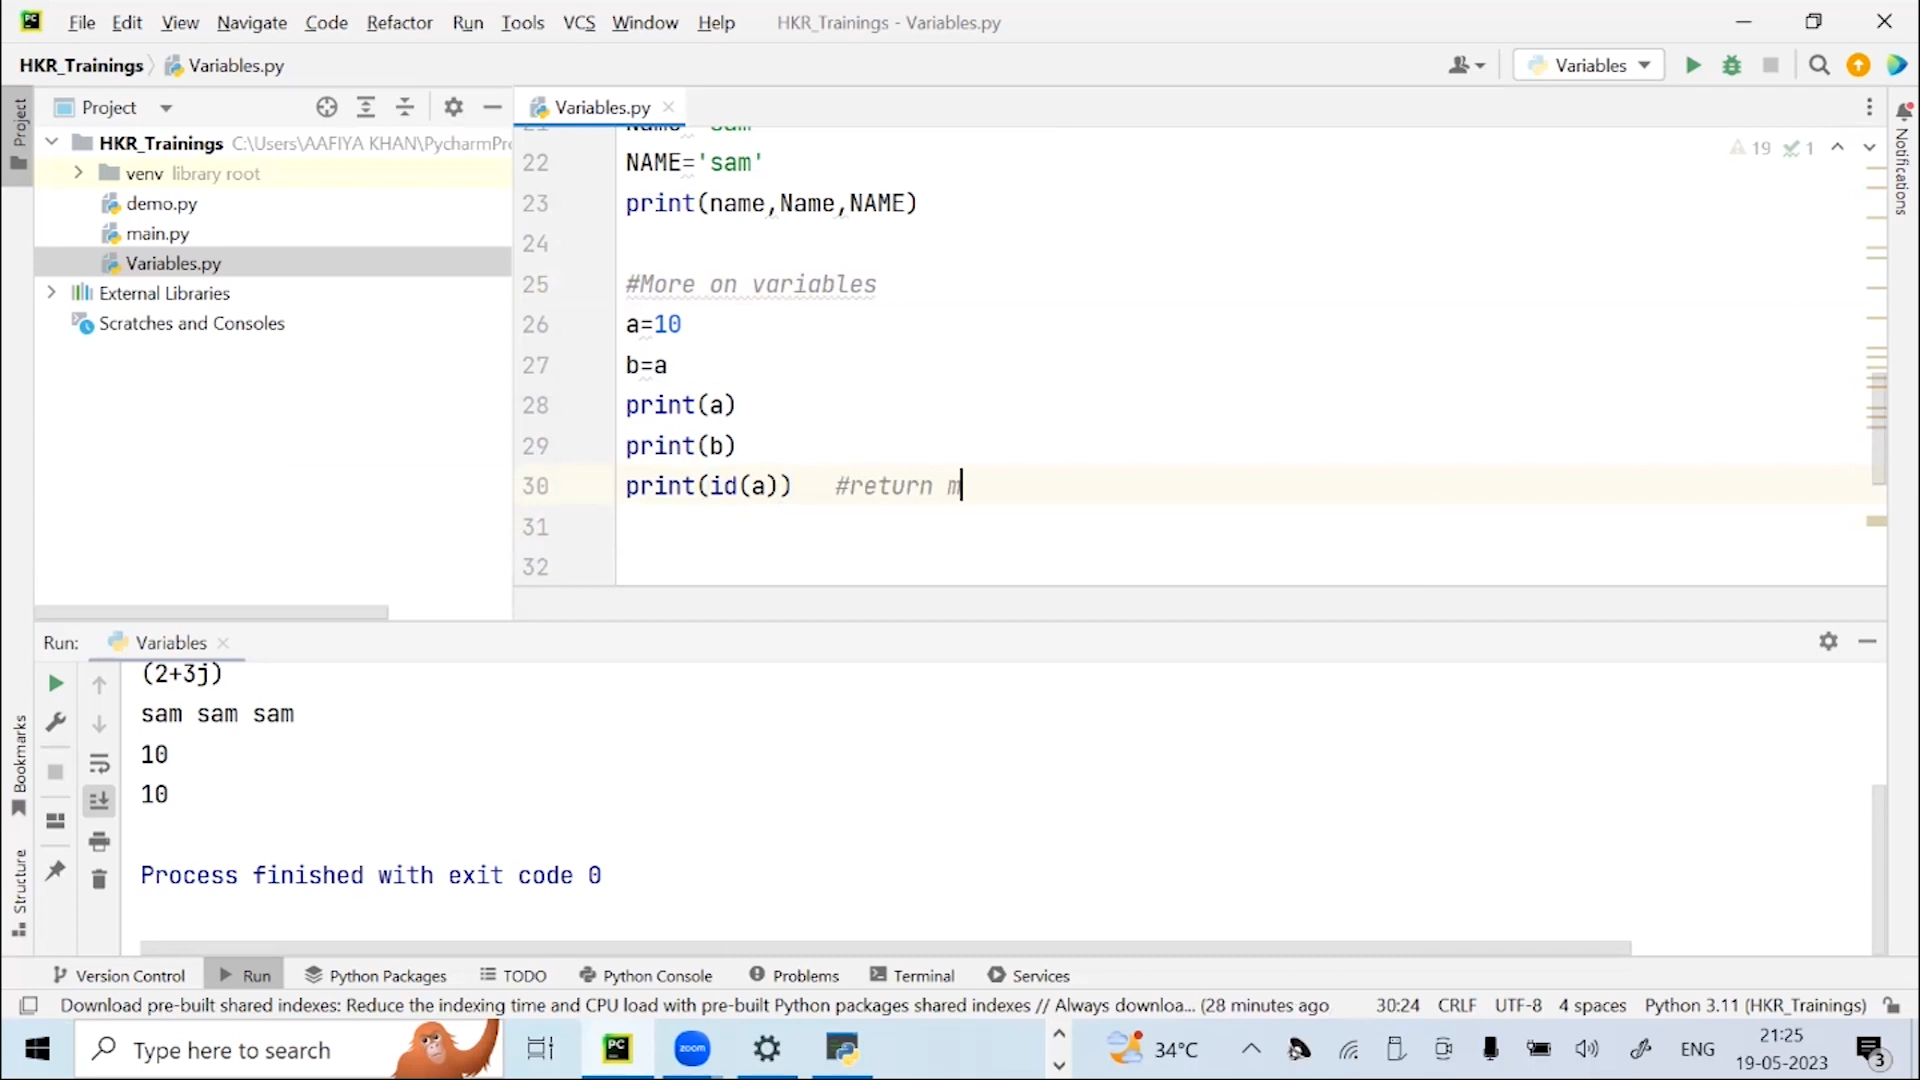 PC File Edit View Navigate Code Refactor Run Tools VCS Window Help HKR_Trainings - Variables.py
HKR_Trainings Variables.py Variables
Project Variables.py
HKR_Trainings C:\Users\AAFIYA KHAN\PycharmPr
venv library root
demo.py
main.py
Variables.py
External Libraries
Scratches and Consoles
Project
Bookmarks
Structure
Notifications
19 1
22 NAME='sam'
23 print(name,Name,NAME)
24
25 #More on variables
26 a=10
27 b=a
28 print(a)
29 print(b)
30 print(id(a)) #return m
31
32
Run: Variables
(2+3j)
sam sam sam
10
10
Process finished with exit code 0
Version Control Run Python Packages TODO Python Console Problems Terminal Services
Download pre-built shared indexes: Reduce the indexing time and CPU load with pre-built Python packages shared indexes // Always downloa... (28 minutes ago 30:24 CRLF UTF-8 4 spaces Python 3.11 (HKR_Trainings)
Type here to search PC zoom 34°C ENG 21:25
19-05-2023 3